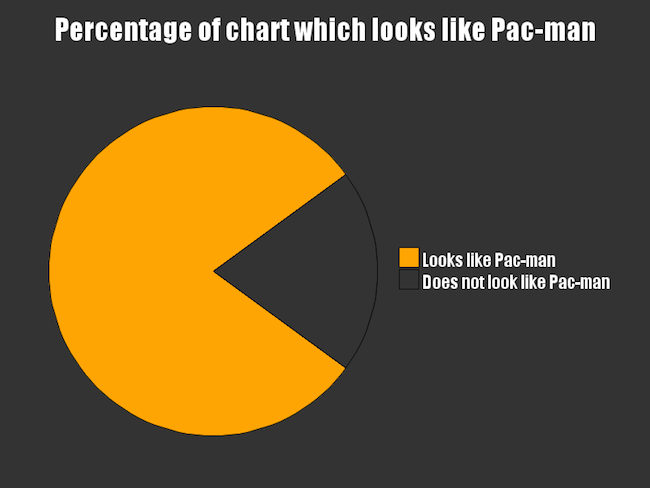 Percentage of chart which looks like Pac-man
Looks like Pac-man
Does not look like Pac-man